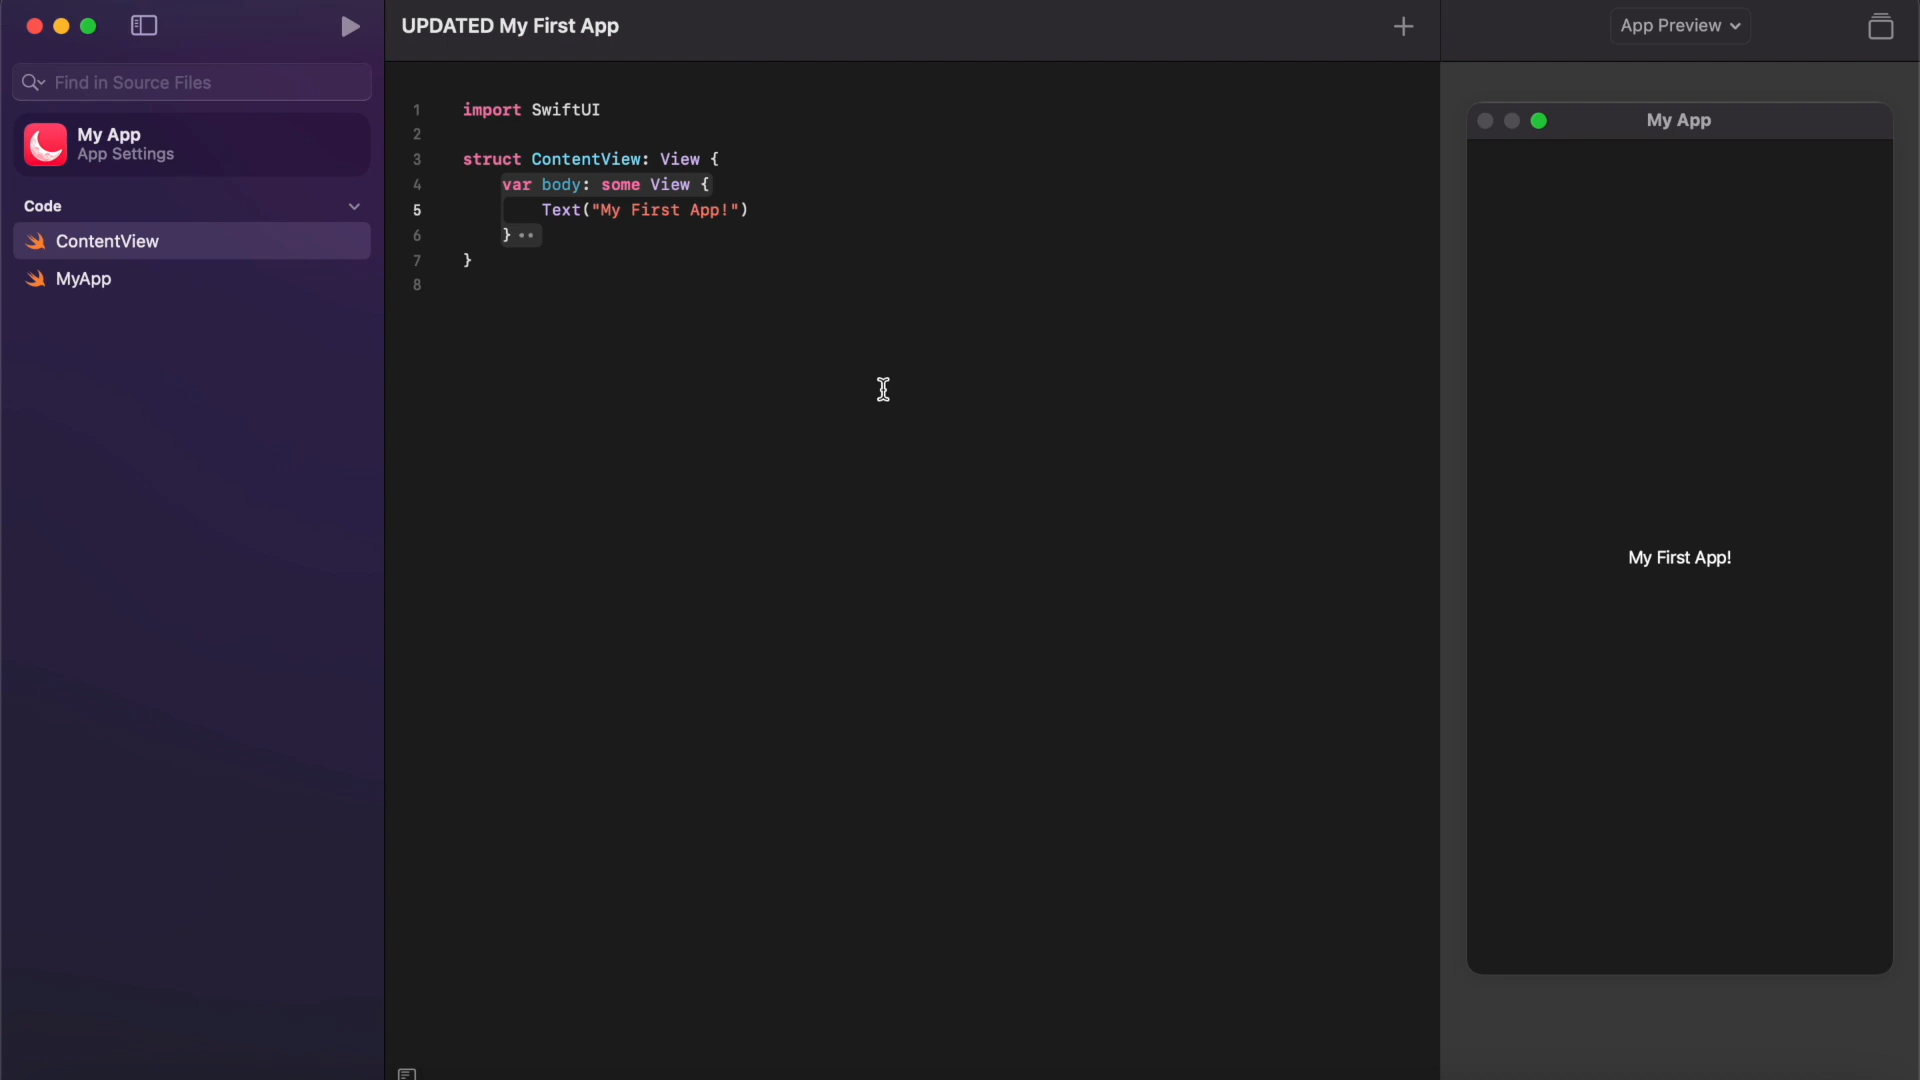 UPDATED My First App
App Preview
Find in Source Files
My App
App Settings
Code
ContentView
MyApp
1 import SwiftUI
2
3 struct ContentView: View {
4 var body: some View {
5 Text("My First App!")
6 }
7 }
8
My App
My First App!